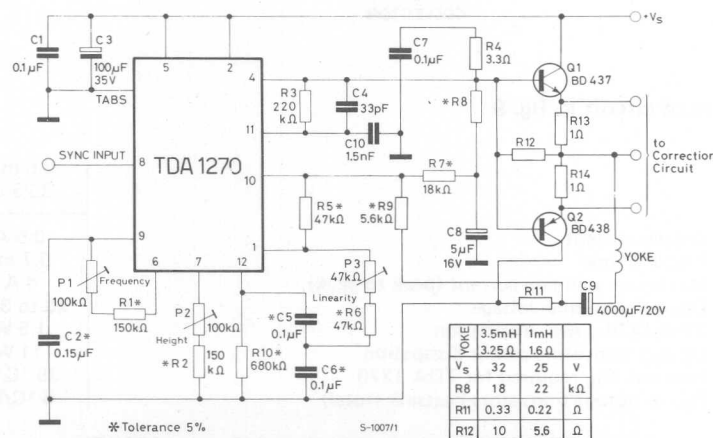 +Vs
C1
0.1µF
C3
100µF
35V
TABS
5
2
4
11
10
1
8
9
6
7
12
TDA 1270
SYNC INPUT
R3
220
kΩ
C4
33pF
C10
1.5nF
C7
0.1µF
R4
3.3Ω
*R8
R7*
18kΩ
Q1
BD 437
R13
1Ω
R12
R14
1Ω
Q2
BD 438
to
Correction
Circuit
R5*
47kΩ
*R9
5.6kΩ
C8
5µF
16V
YOKE
P3
47kΩ
Linearity
*R6
47kΩ
R11
C9
4000µF/20V
P1
100kΩ
Frequency
R1*
150kΩ
P2
100kΩ
Height
*R2
150
kΩ
C2*
0.15µF
R10*
680kΩ
*C5
0.1µF
C6*
0.1µF
YOKE 3.5mH 1mH
3.25Ω 1.6Ω
Vs 32 25 V
R8 18 22 kΩ
R11 0.33 0.22 Ω
R12 10 5.6 Ω
*Tolerance 5%
S-1007/1